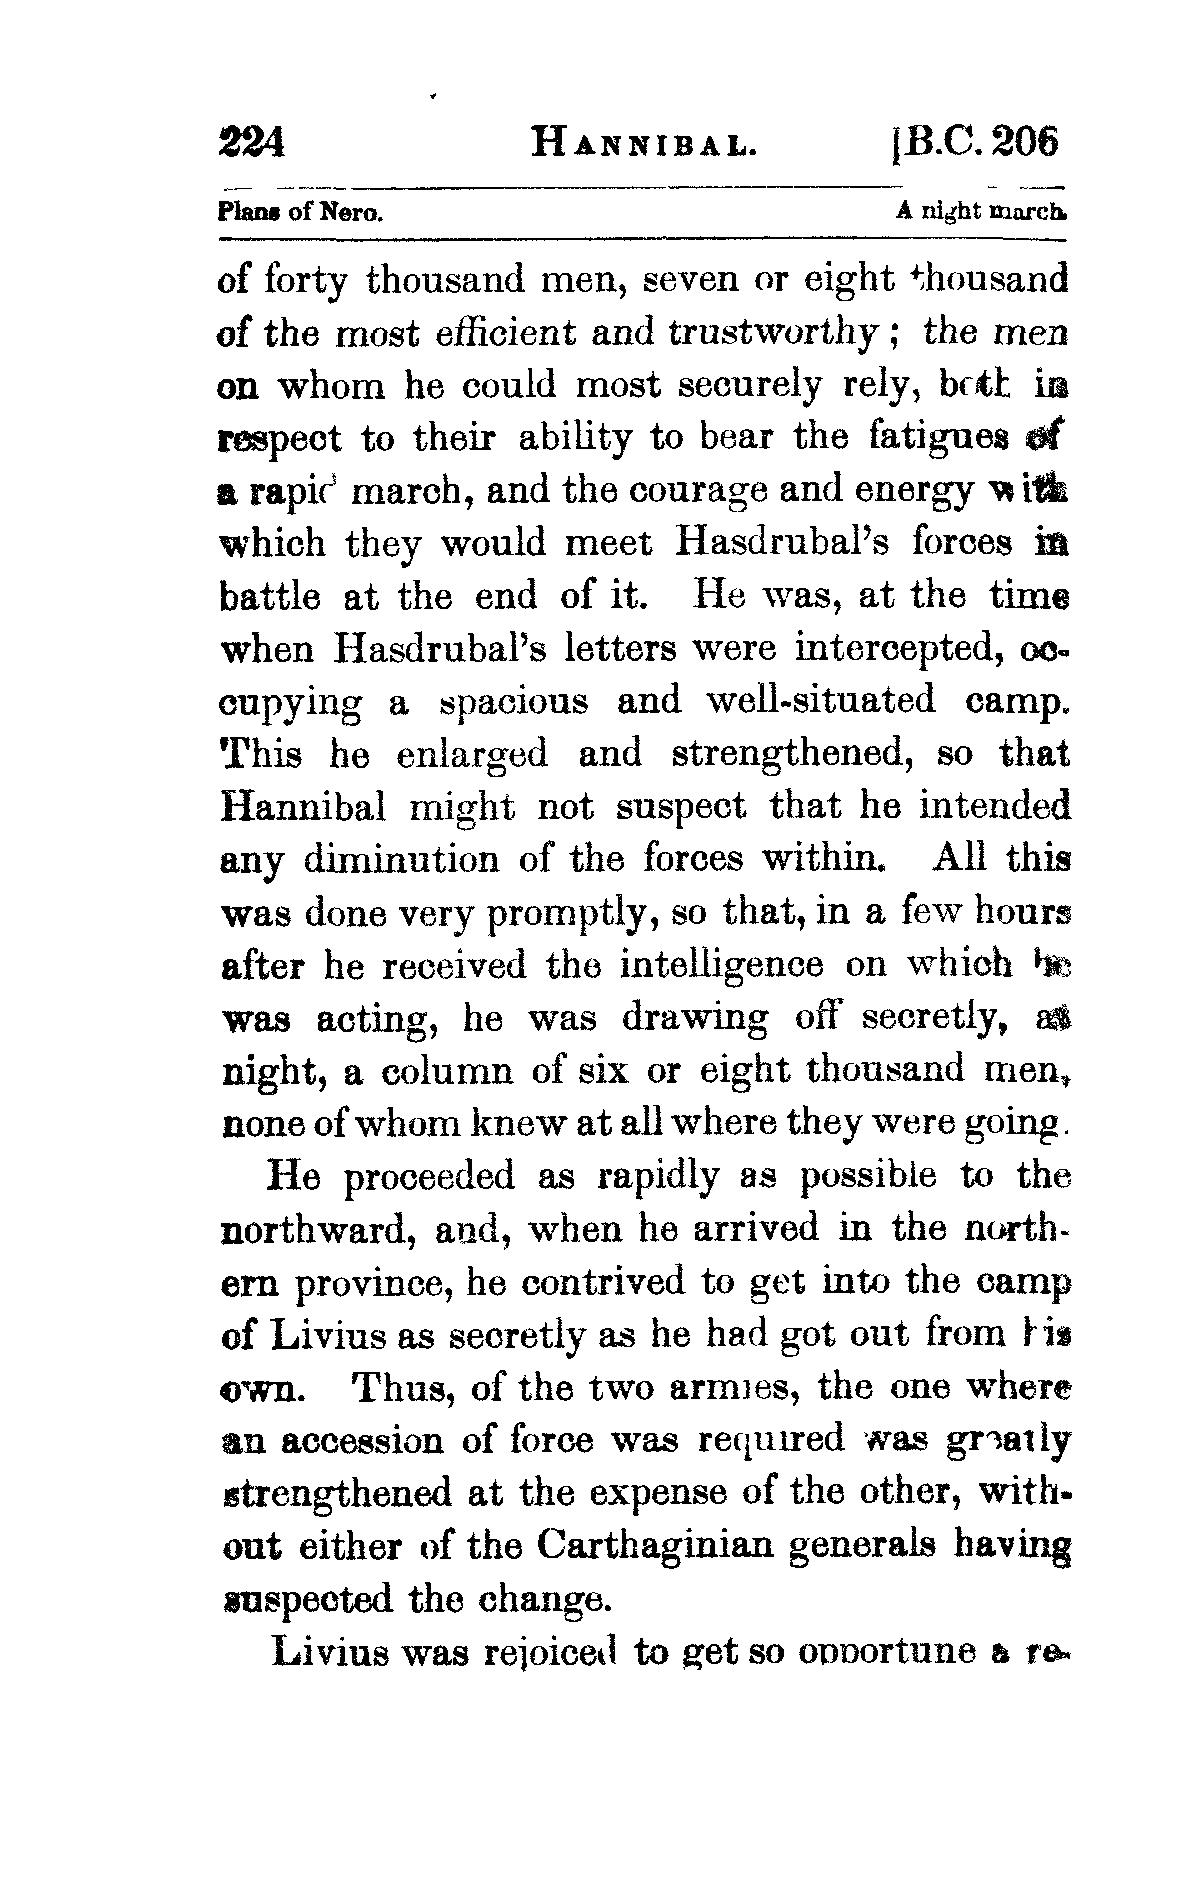 224 HANNIBAL. [B.C. 206
Plans of Nero. A night march.
of forty thousand men, seven or eight thousand
of the most efficient and trustworthy; the men
on whom he could most securely rely, both in
respect to their ability to bear the fatigues of
a rapid march, and the courage and energy with
which they would meet Hasdrubal's forces in
battle at the end of it. He was, at the time
when Hasdrubal's letters were intercepted, oc-
cupying a spacious and well-situated camp.
This he enlarged and strengthened, so that
Hannibal might not suspect that he intended
any diminution of the forces within. All this
was done very promptly, so that, in a few hours
after he received the intelligence on which he
was acting, he was drawing off secretly, at
night, a column of six or eight thousand men,
none of whom knew at all where they were going.
He proceeded as rapidly as possible to the
northward, and, when he arrived in the north-
ern province, he contrived to get into the camp
of Livius as secretly as he had got out from his
own. Thus, of the two armies, the one where
an accession of force was required was greatly
strengthened at the expense of the other, with-
out either of the Carthaginian generals having
suspected the change.
Livius was rejoiced to get so opportune a re-